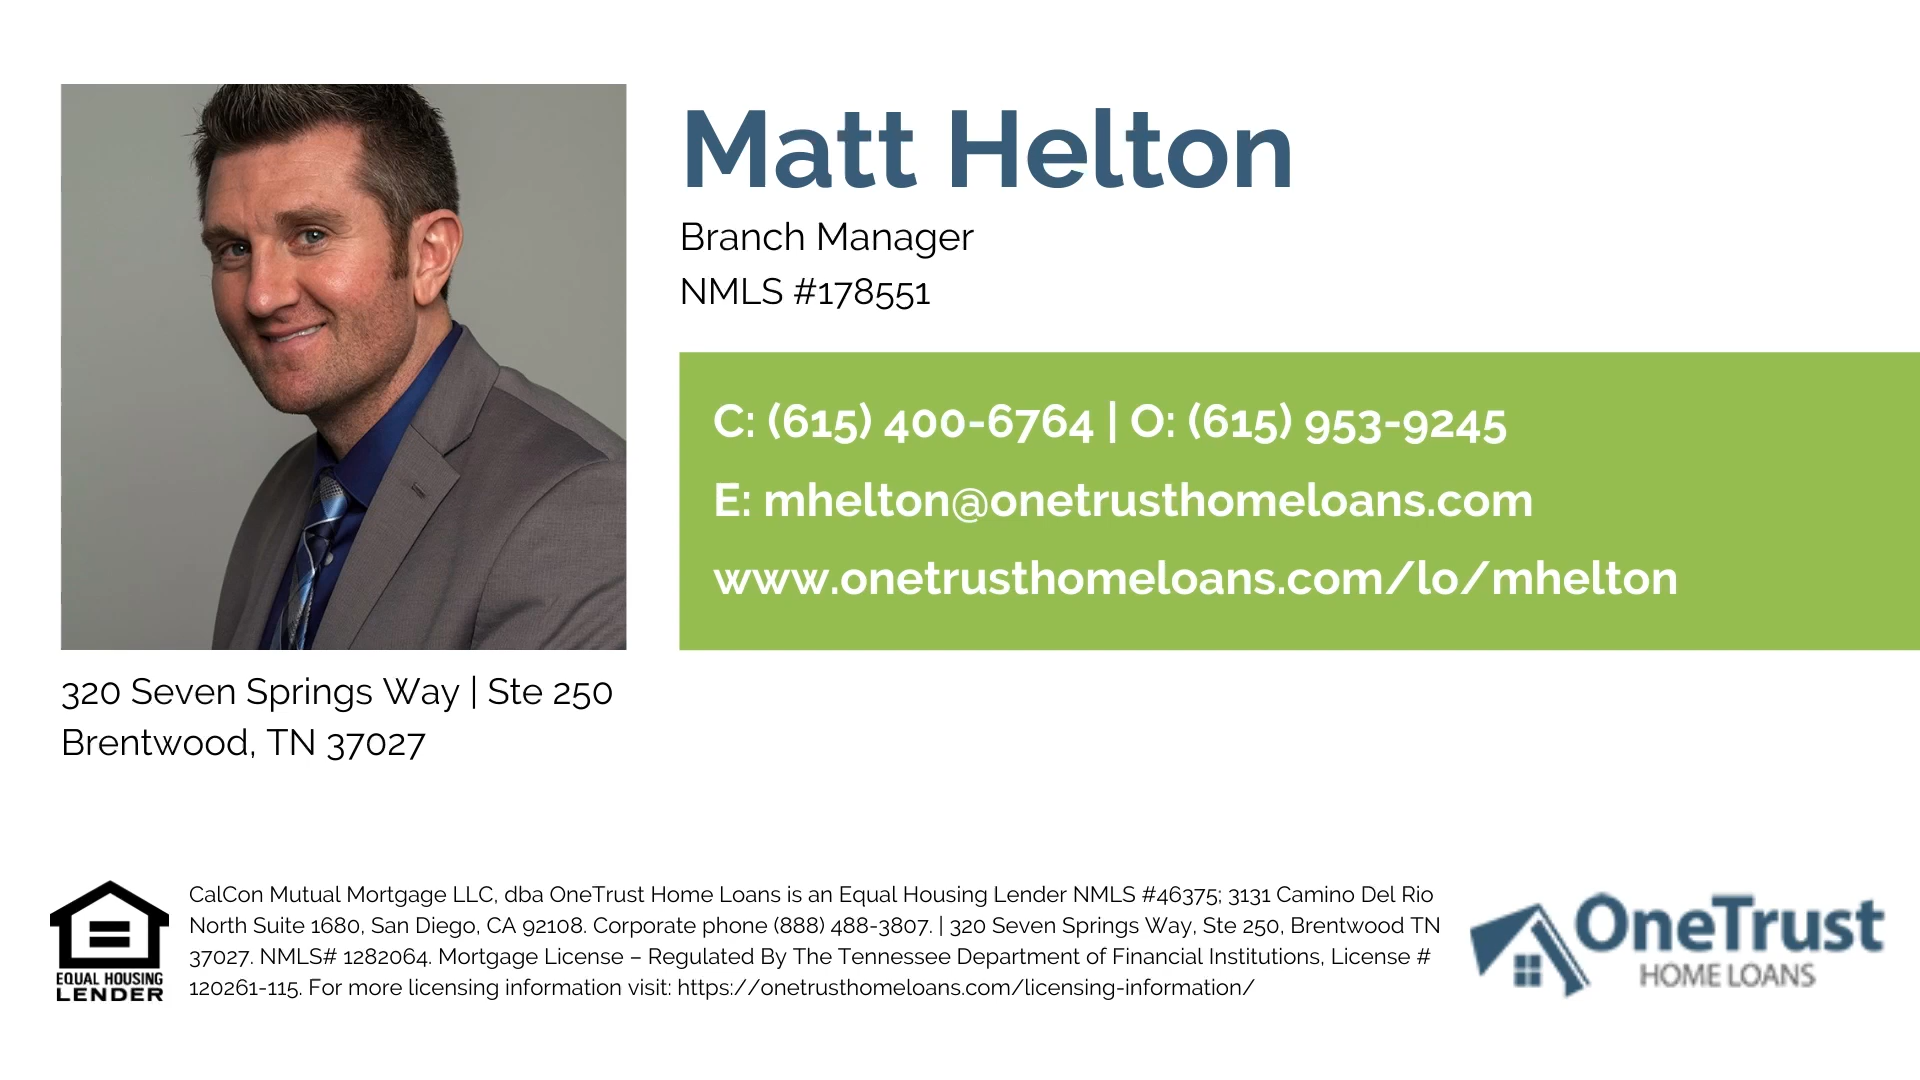 Matt Helton
Branch Manager
NMLS #178551
C: (615) 400-6764 | O: (615) 953-9245
E: mhelton@onetrusthomeloans.com
www.onetrusthomeloans.com/lo/mhelton
320 Seven Springs Way | Ste 250
Brentwood, TN 37027
EQUAL HOUSING
LENDER
CalCon Mutual Mortgage LLC, dba OneTrust Home Loans is an Equal Housing Lender NMLS #46375; 3131 Camino Del Rio
North Suite 1680, San Diego, CA 92108. Corporate phone (888) 488-3807. | 320 Seven Springs Way, Ste 250, Brentwood TN
37027. NMLS# 1282064. Mortgage License – Regulated By The Tennessee Department of Financial Institutions, License #
120261-115. For more licensing information visit: https://onetrusthomeloans.com/licensing-information/
OneTrust
HOME LOANS